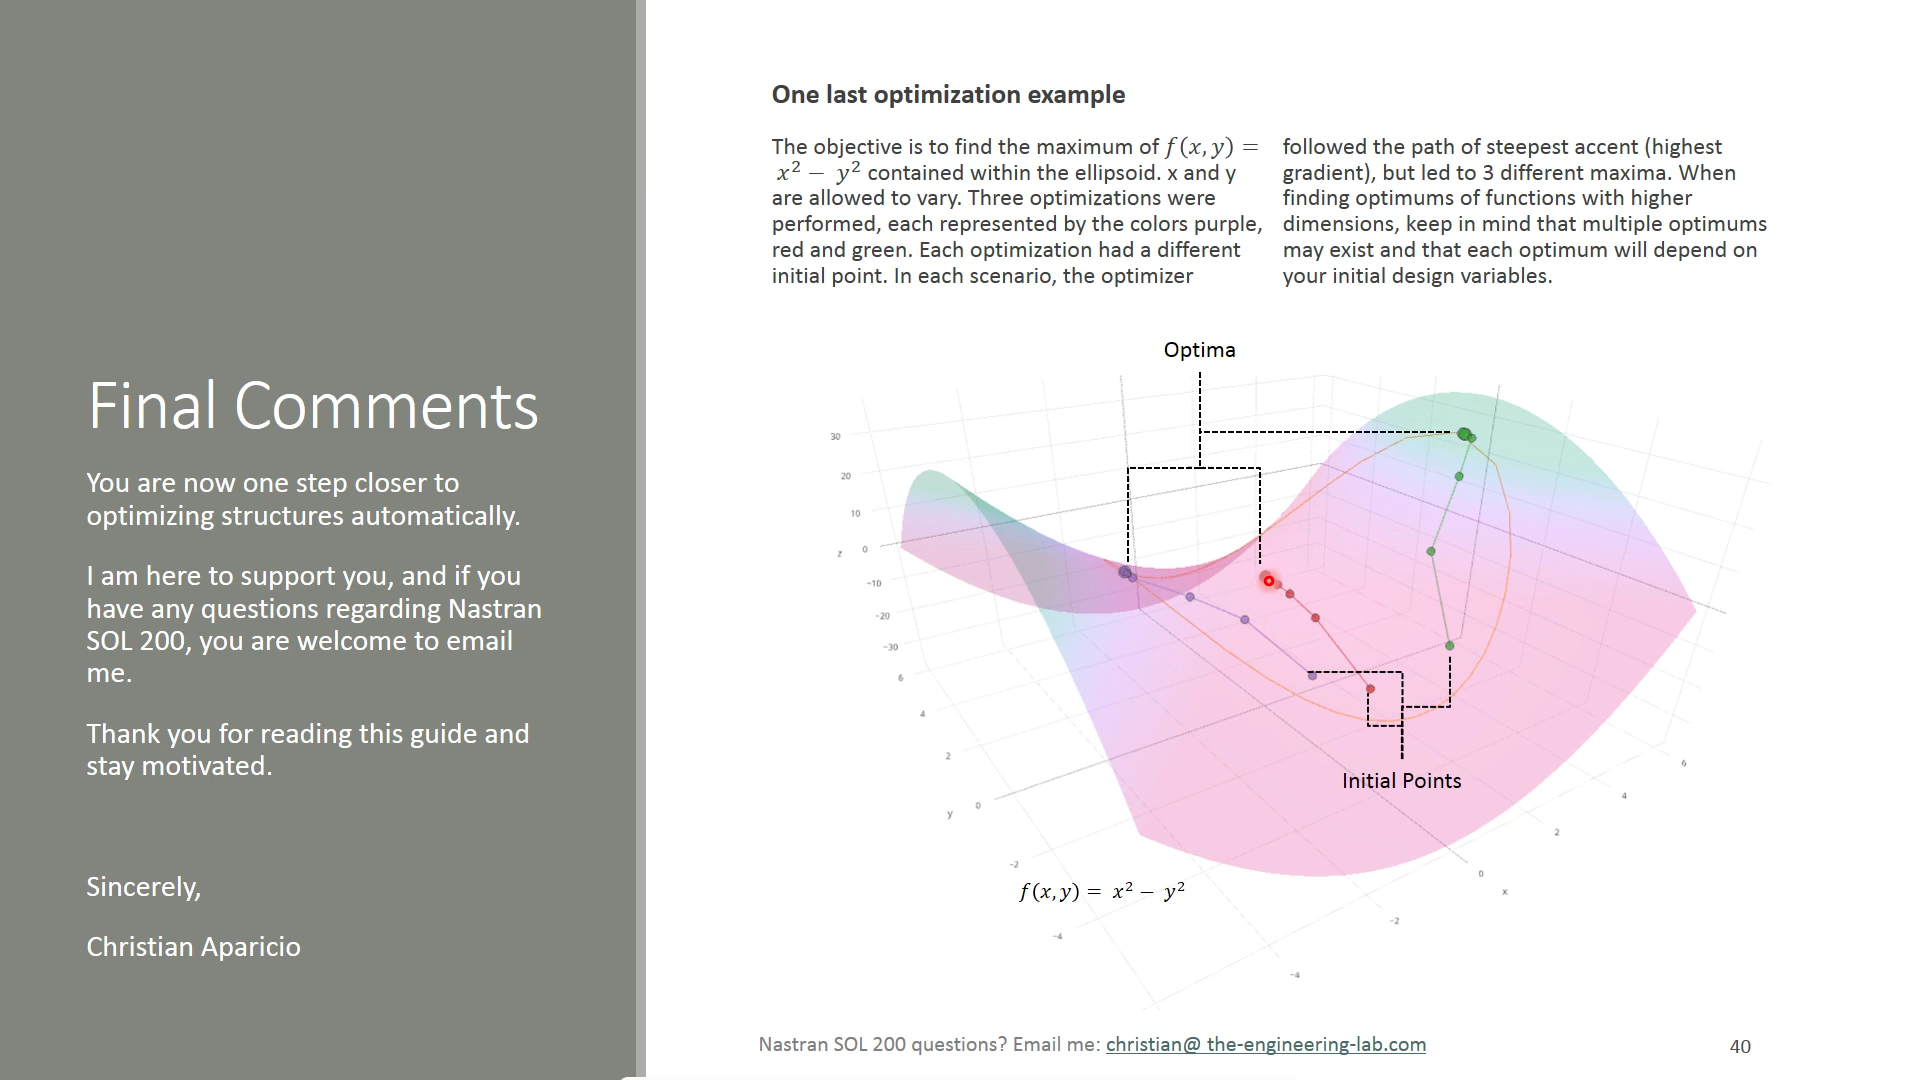 Final Comments
You are now one step closer to
optimizing structures automatically.
I am here to support you, and if you
have any questions regarding Nastran
SOL 200, you are welcome to email
me.
Thank you for reading this guide and
stay motivated.
Sincerely,
Christian Aparicio
One last optimization example
The objective is to find the maximum of f(x, y) =
x² − y² contained within the ellipsoid. x and y
are allowed to vary. Three optimizations were
performed, each represented by the colors purple,
red and green. Each optimization had a different
initial point. In each scenario, the optimizer
followed the path of steepest accent (highest
gradient), but led to 3 different maxima. When
finding optimums of functions with higher
dimensions, keep in mind that multiple optimums
may exist and that each optimum will depend on
your initial design variables.
Optima
30
20
10
z 0
−10
−20
−30
6
4
2
y 0
−2
−4
6
4
2
0
x
−2
−4
Initial Points
f(x, y) = x² − y²
Nastran SOL 200 questions? Email me: christian@ the-engineering-lab.com
40